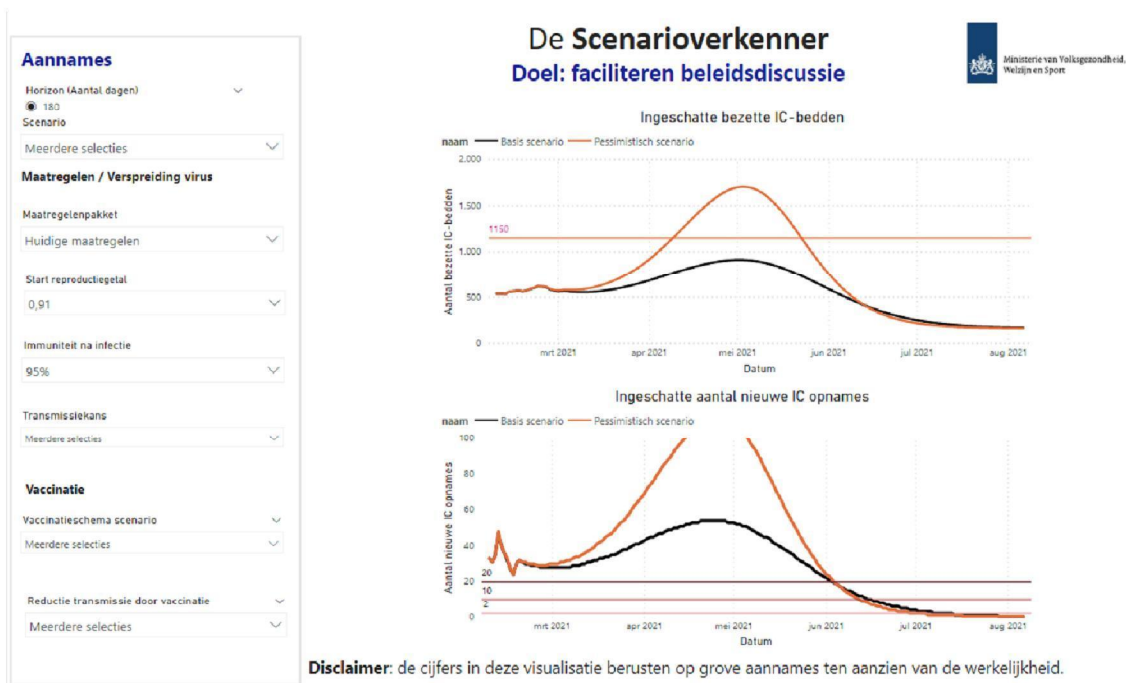 De Scenarioverkenner
Doel: faciliteren beleidsdiscussie
Ministerie van Volksgezondheid,
Welzijn en Sport
Aannames
Horizon (Aantal dagen)
180
Scenario
Meerdere selecties
Maatregelen / Verspreiding virus
Maatregelenpakket
Huidige maatregelen
Start reproductiegetal
0,91
Immuniteit na infectie
95%
Transmissiekans
Meerdere selecties
Vaccinatie
Vaccinatieschema scenario
Meerdere selecties
Reductie transmissie door vaccinatie
Meerdere selecties
Ingeschatte bezette IC-bedden
naam Basis scenario Pessimistisch scenario
Aantal bezette IC-bedden
2.000
1.500
1150
1.000
500
0
mrt 2021 apr 2021 mei 2021 jun 2021 jul 2021 aug 2021
Datum
Ingeschatte aantal nieuwe IC opnames
naam Basis scenario Pessimistisch scenario
Aantal nieuwe IC opnames
100
80
60
40
20
20
10
2
0
mrt 2021 apr 2021 mei 2021 jun 2021 jul 2021 aug 2021
Datum
Disclaimer: de cijfers in deze visualisatie berusten op grove aannames ten aanzien van de werkelijkheid.